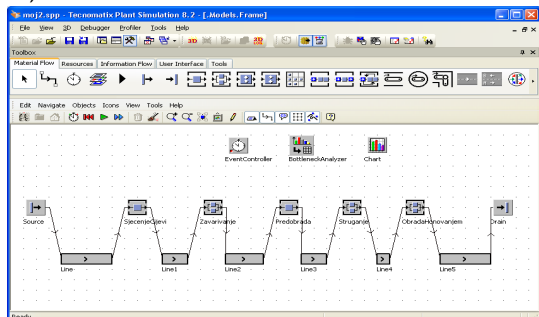 moj2.spp - Tecnomatix Plant Simulation 8.2 - [.Models.Frame]
File Edit View 3D Debugger Profiler Tools Help
Toolbox
Material Flow Resources Information Flow User Interface Tools
Edit Navigate Objects Icons View Tools Help
EventController BottleneckAnalyzer Chart
Source SjecenjeCijevi Zavarivanje Predobrada Struganje ObradaHonovanjem Drain
Line Line1 Line2 Line3 Line4 Line5
Ready